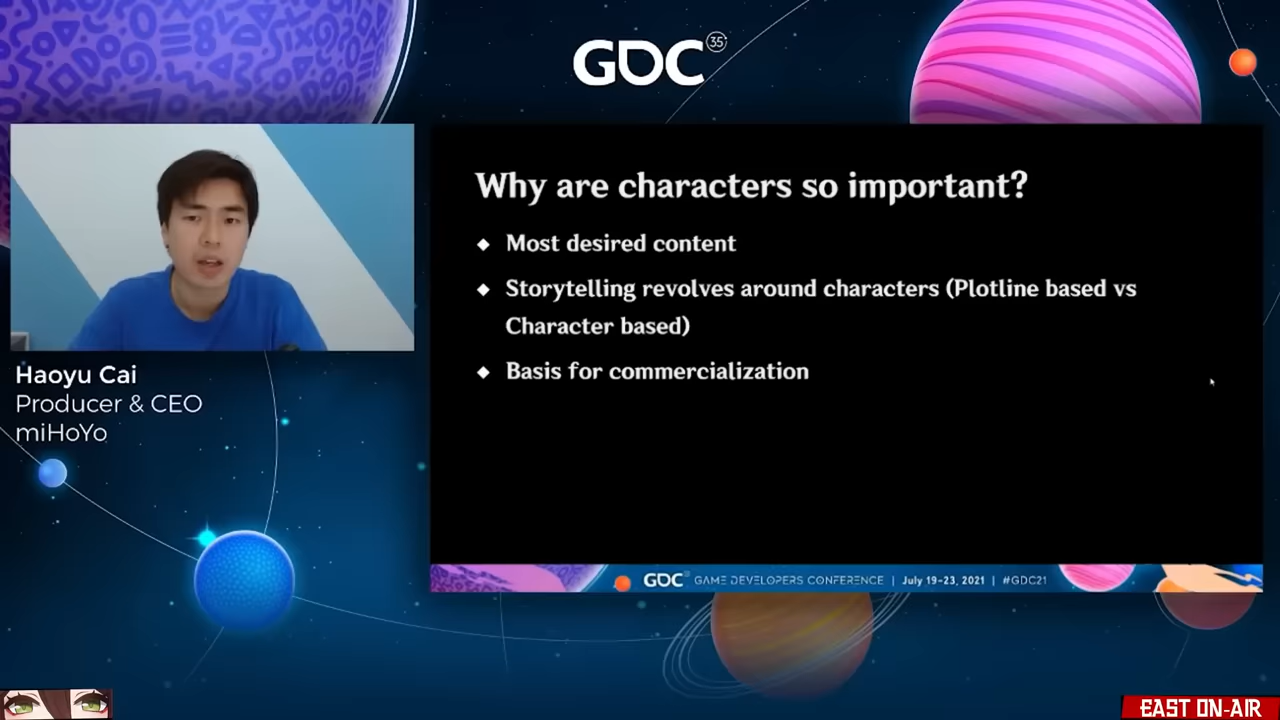 GDC 35
Why are characters so important?
Most desired content
Storytelling revolves around characters (Plotline based vs
Character based)
Basis for commercialization
Haoyu Cai
Producer & CEO
miHoYo
GDC GAME DEVELOPERS CONFERENCE | July 19-23, 2021 | #GDC21
EAST ON-AIR